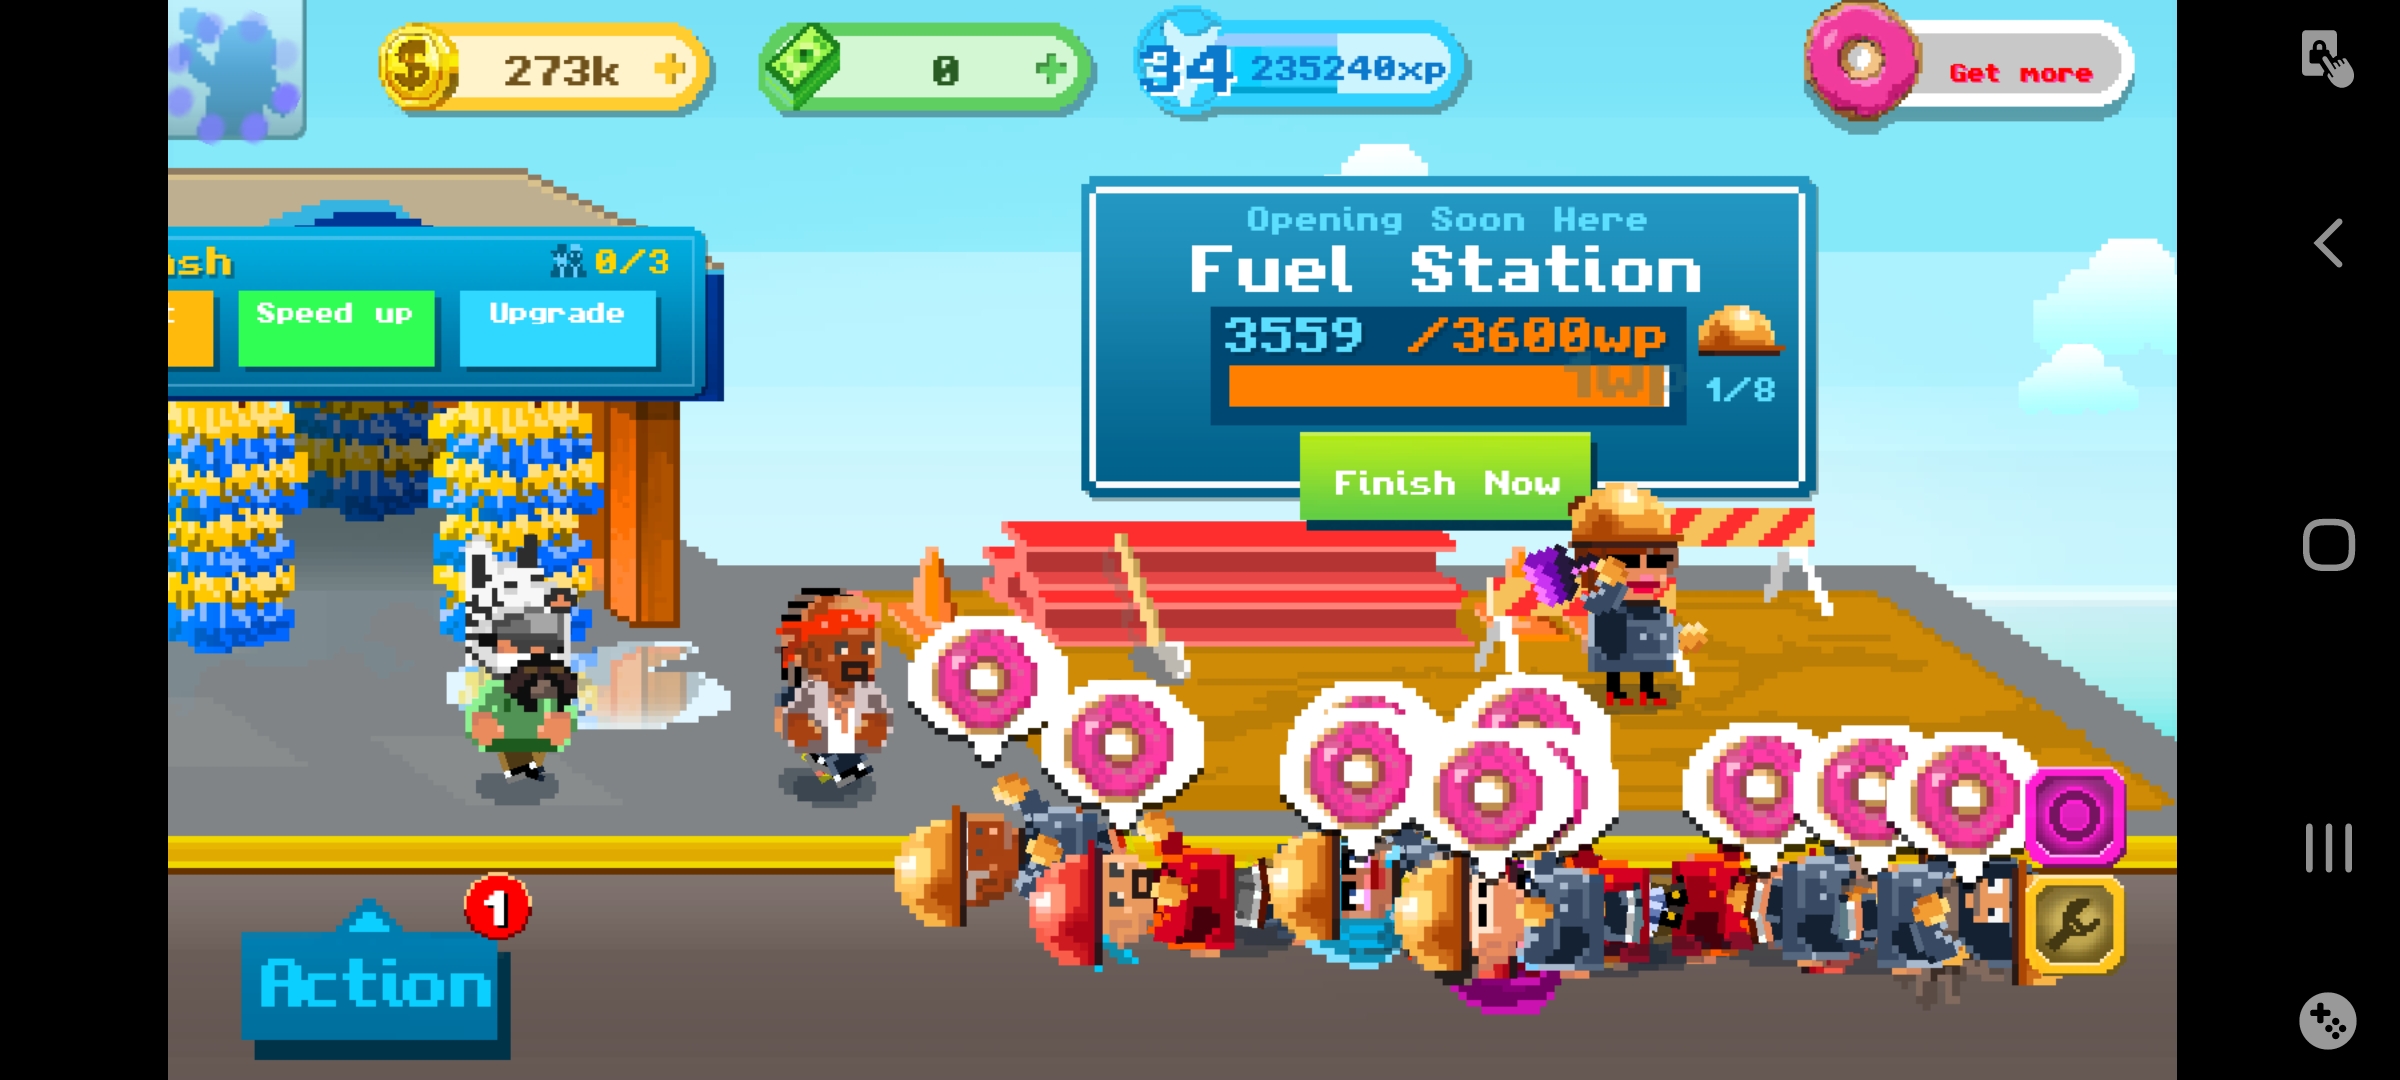 273k
0
34 235240xp
Get more
Opening Soon Here
Fuel Station
3559 /3600wp
1wp
1/8
Finish Now
0/3
Speed up
Upgrade
1
Action